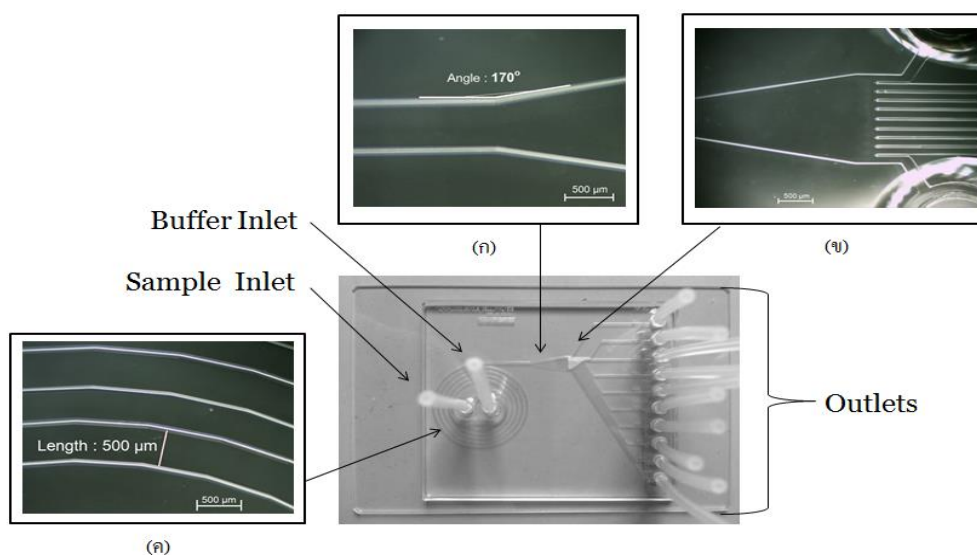 Angle : 170°
500 µm
500 µm
(ก)
(ข)
Buffer Inlet
Sample Inlet
Length : 500 µm
500 µm
(ค)
Outlets